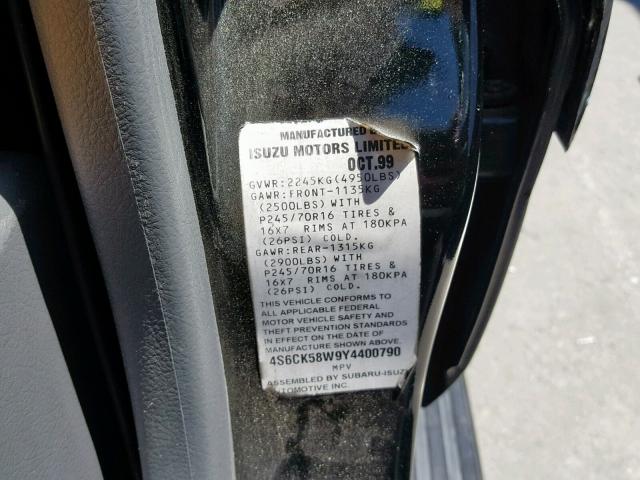 MANUFACTURED B
ISUZU MOTORS LIMITED
OCT.99
GVWR:2245KG(4950LBS)
GAWR:FRONT-1135KG
(2500LBS) WITH
P245/70R16 TIRES &
16x7 RIMS AT 180KPA
(26PSI) COLD.
GAWR:REAR-1315KG
(2900LBS) WITH
P245/70R16 TIRES &
16x7 RIMS AT 180KPA
(26PSI) COLD.
THIS VEHICLE CONFORMS TO
ALL APPLICABLE FEDERAL
MOTOR VEHICLE SAFETY AND
THEFT PREVENTION STANDARDS
IN EFFECT ON THE DATE OF
MANUFACTURE SHOWN ABOVE.
4S6CK58W9Y4400790
MPV
ASSEMBLED BY SUBARU-ISUZU
TOMOTIVE INC.